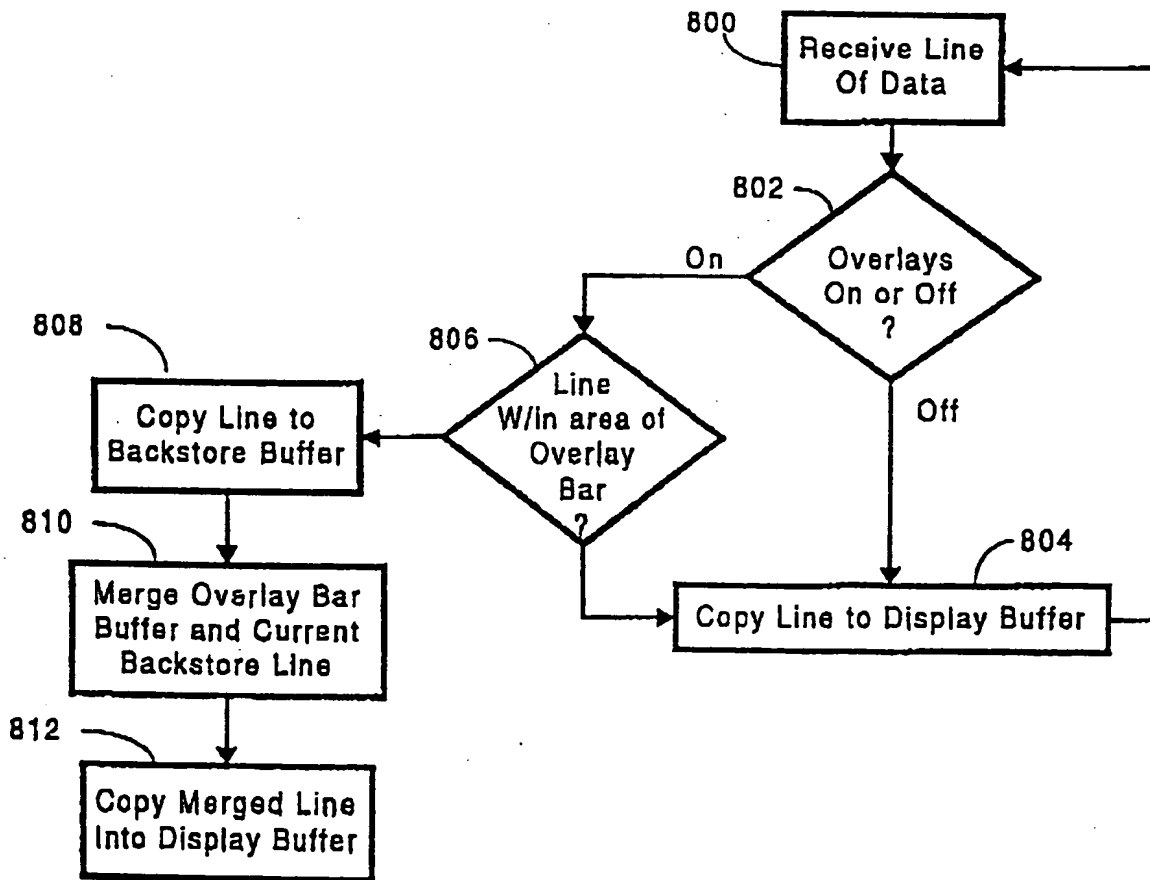 800
Receive Line
Of Data
802
Overlays
On or Off
?
On
Off
806
Line
W/in area of
Overlay
Bar
?
808
Copy Line to
Backstore Buffer
810
Merge Overlay Bar
Buffer and Current
Backstore Line
812
Copy Merged Line
Into Display Buffer
804
Copy Line to Display Buffer